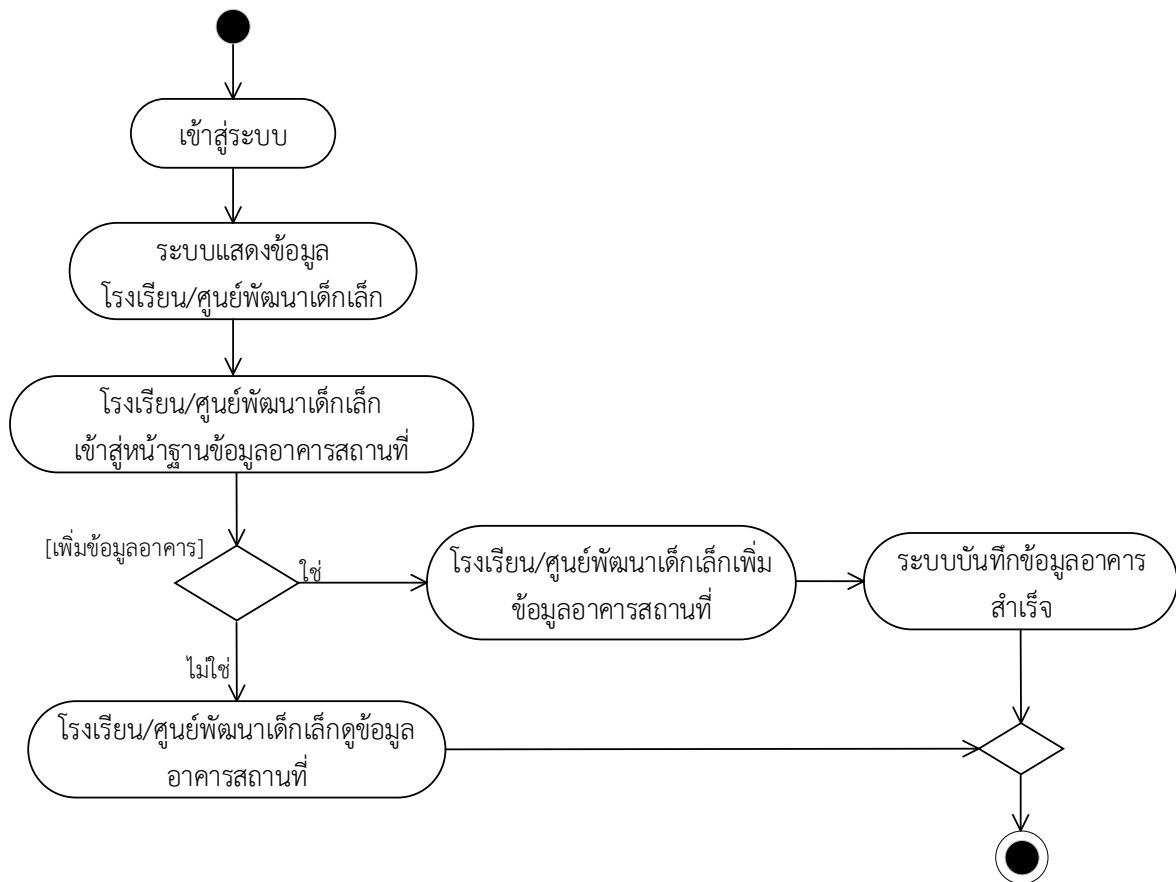 เข้าสู่ระบบ
ระบบแสดงข้อมูล
โรงเรียน/ศูนย์พัฒนาเด็กเล็ก
โรงเรียน/ศูนย์พัฒนาเด็กเล็ก
เข้าสู่หน้าฐานข้อมูลอาคารสถานที่
[เพิ่มข้อมูลอาคาร]
ใช่
โรงเรียน/ศูนย์พัฒนาเด็กเล็กเพิ่ม
ข้อมูลอาคารสถานที่
ระบบบันทึกข้อมูลอาคาร
สำเร็จ
ไม่ใช่
โรงเรียน/ศูนย์พัฒนาเด็กเล็กดูข้อมูล
อาคารสถานที่